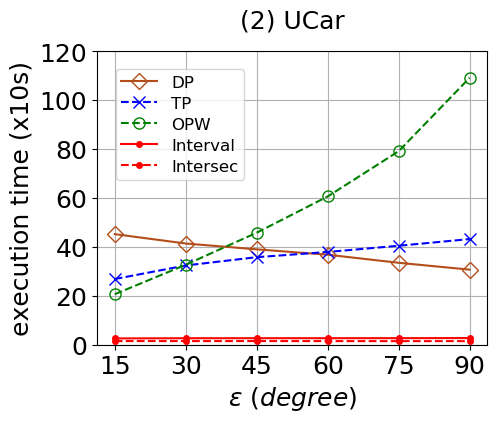 (2) UCar
execution time (x10s)
120
100
80
60
40
20
0
DP
TP
OPW
Interval
Intersec
15 30 45 60 75 90
ε (degree)